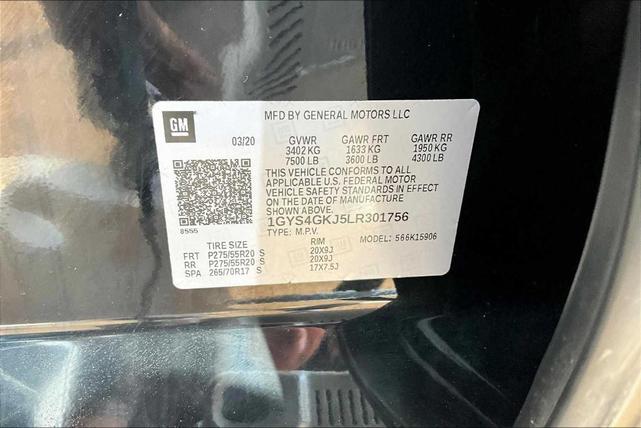 MFD BY GENERAL MOTORS LLC
GM
03/20 GVWR GAWR FRT GAWR RR
3402 KG 1633 KG 1950 KG
7500 LB 3600 LB 4300 LB
THIS VEHICLE CONFORMS TO ALL
APPLICABLE U.S. FEDERAL MOTOR
VEHICLE SAFETY STANDARDS IN EFFECT
ON THE DATE OF MANUFACTURE
SHOWN ABOVE.
1GYS4GKJ5LR301756
8555
TYPE: M.P.V. MODEL: 566K15906
TIRE SIZE RIM
FRT P275/55R20 S 20X9J
RR P275/55R20 S 20X9J
SPA 265/70R17 S 17X7.5J